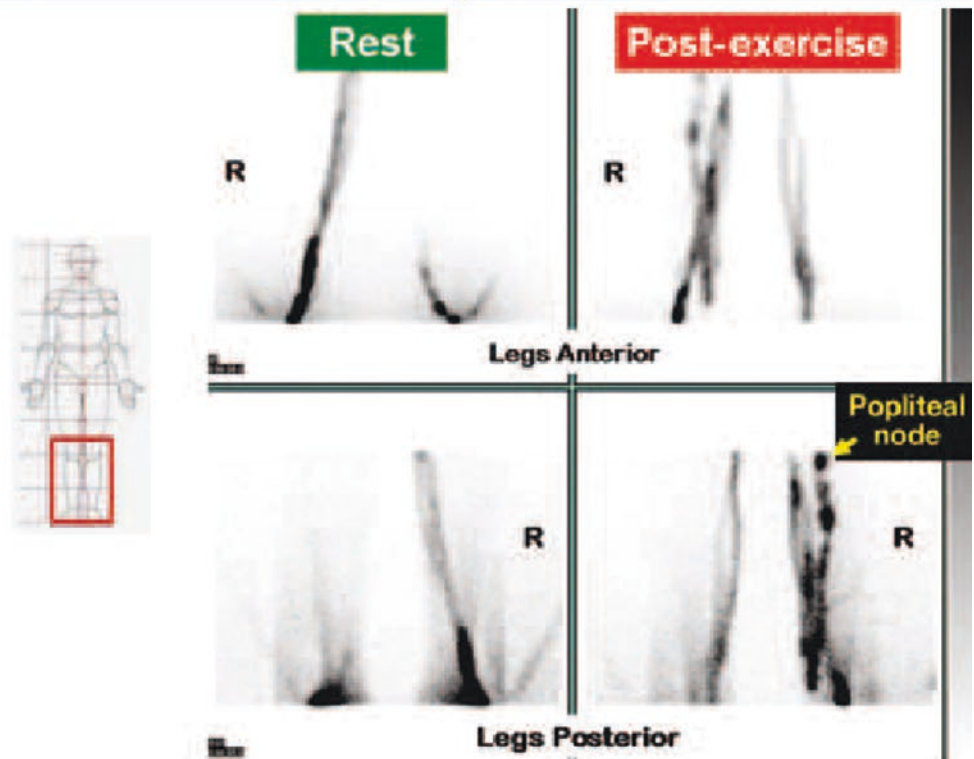 Rest
Post-exercise
R
R
Legs Anterior
Popliteal
node
R
R
Legs Posterior